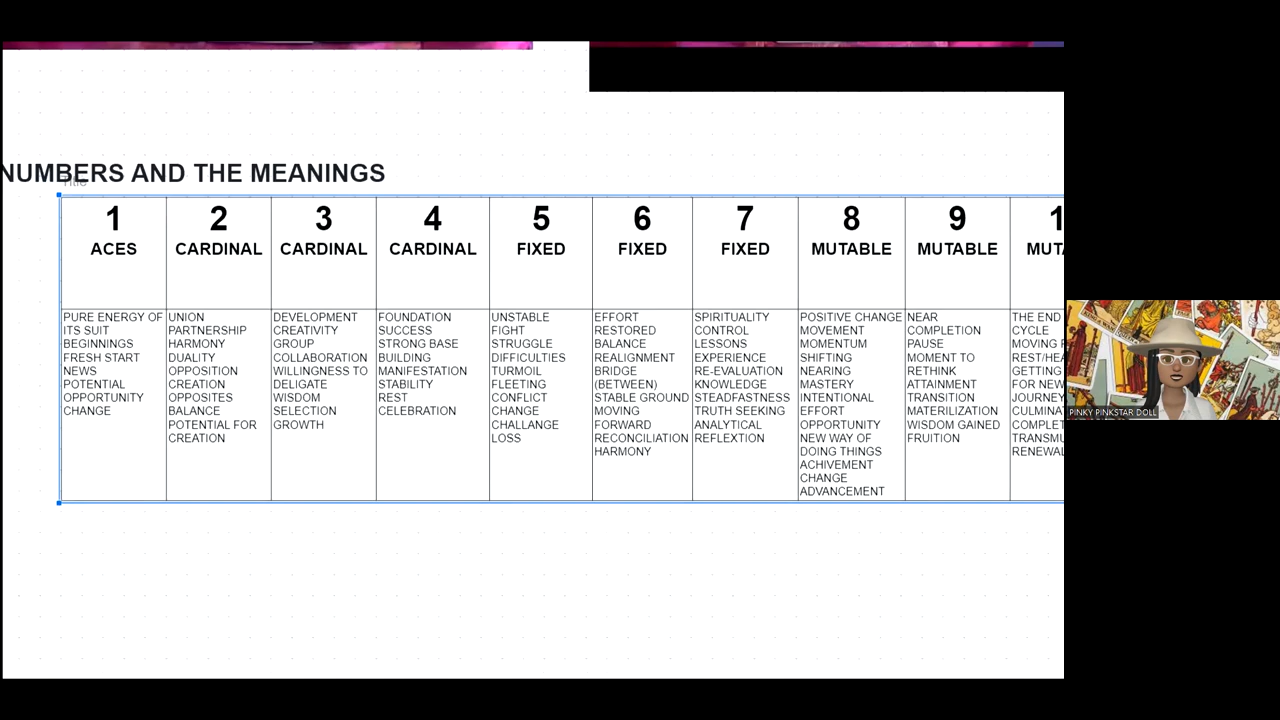 NUMBERS AND THE MEANINGS
Title
1
ACES
2
CARDINAL
3
CARDINAL
4
CARDINAL
5
FIXED
6
FIXED
7
FIXED
8
MUTABLE
9
MUTABLE
PURE ENERGY OF
ITS SUIT
BEGINNINGS
FRESH START
NEWS
POTENTIAL
OPPORTUNITY
CHANGE
UNION
PARTNERSHIP
HARMONY
DUALITY
OPPOSITION
CREATION
OPPOSITES
BALANCE
POTENTIAL FOR
CREATION
DEVELOPMENT
CREATIVITY
GROUP
COLLABORATION
WILLINGNESS TO
DELIGATE
WISDOM
SELECTION
GROWTH
FOUNDATION
SUCCESS
STRONG BASE
BUILDING
MANIFESTATION
STABILITY
REST
CELEBRATION
UNSTABLE
FIGHT
STRUGGLE
DIFFICULTIES
TURMOIL
FLEETING
CONFLICT
CHANGE
CHALLANGE
LOSS
EFFORT
RESTORED
BALANCE
REALIGNMENT
BRIDGE
(BETWEEN)
STABLE GROUND
MOVING
FORWARD
RECONCILIATION
HARMONY
SPIRITUALITY
CONTROL
LESSONS
EXPERIENCE
RE-EVALUATION
KNOWLEDGE
STEADFASTNESS
TRUTH SEEKING
ANALYTICAL
REFLEXTION
POSITIVE CHANGE
MOVEMENT
MOMENTUM
SHIFTING
NEARING
MASTERY
INTENTIONAL
EFFORT
OPPORTUNITY
NEW WAY OF
DOING THINGS
ACHIVEMENT
CHANGE
ADVANCEMENT
NEAR
COMPLETION
PAUSE
MOMENT TO
RETHINK
ATTAINMENT
TRANSITION
MATERILIZATION
WISDOM GAINED
FRUITION
THE END
CYCLE
MOVING
GETTING
FOR NEW
JOURNEY
PINKY PINKSTAR DOLL